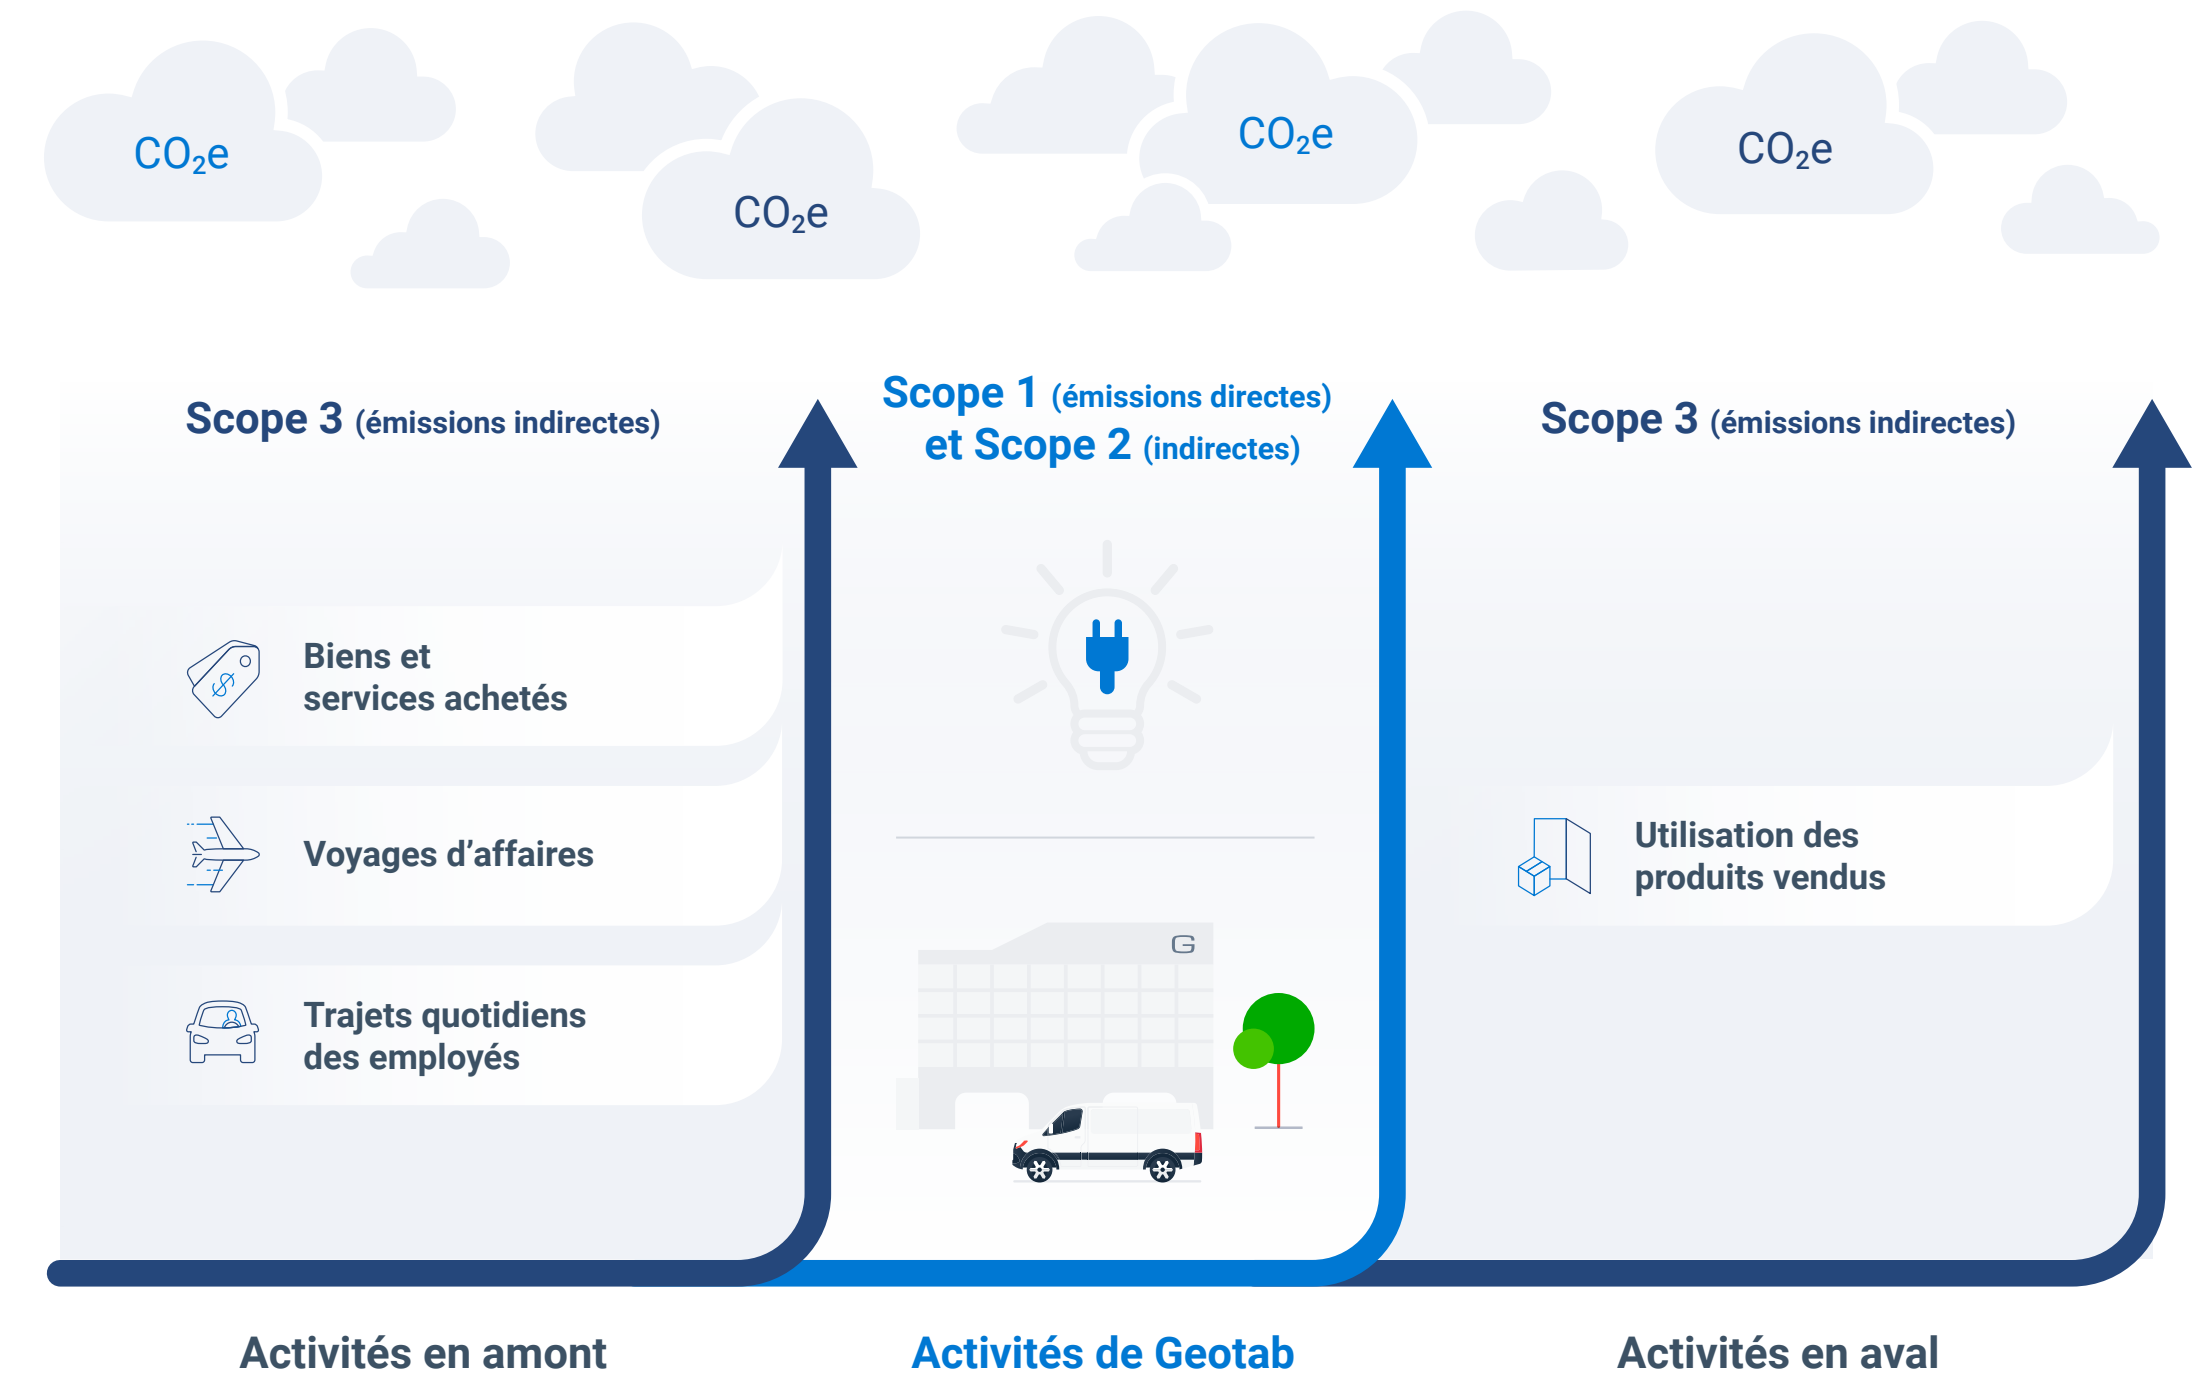 CO₂e
CO₂e
CO₂e
CO₂e
Scope 3 (émissions indirectes)
Scope 1 (émissions directes)
et Scope 2 (indirectes)
Scope 3 (émissions indirectes)
Biens et
services achetés
Voyages d’affaires
Trajets quotidiens
des employés
G
Utilisation des
produits vendus
Activités en amont
Activités de Geotab
Activités en aval